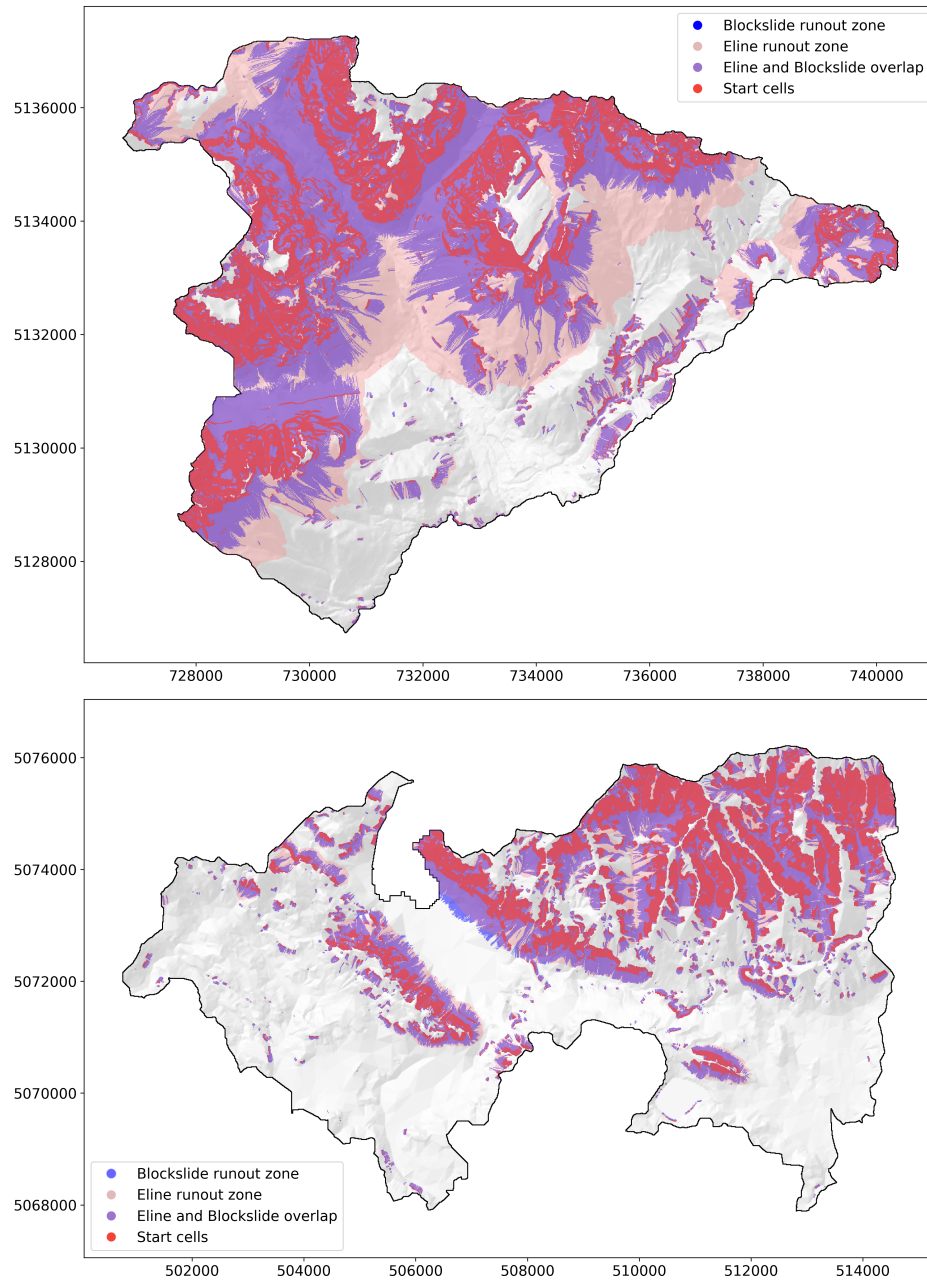 Blockslide runout zone
Eline runout zone
Eline and Blockslide overlap
Start cells
5136000
5134000
5132000
5130000
5128000
728000 730000 732000 734000 736000 738000 740000
5076000
5074000
5072000
5070000
5068000
Blockslide runout zone
Eline runout zone
Eline and Blockslide overlap
Start cells
502000 504000 506000 508000 510000 512000 514000